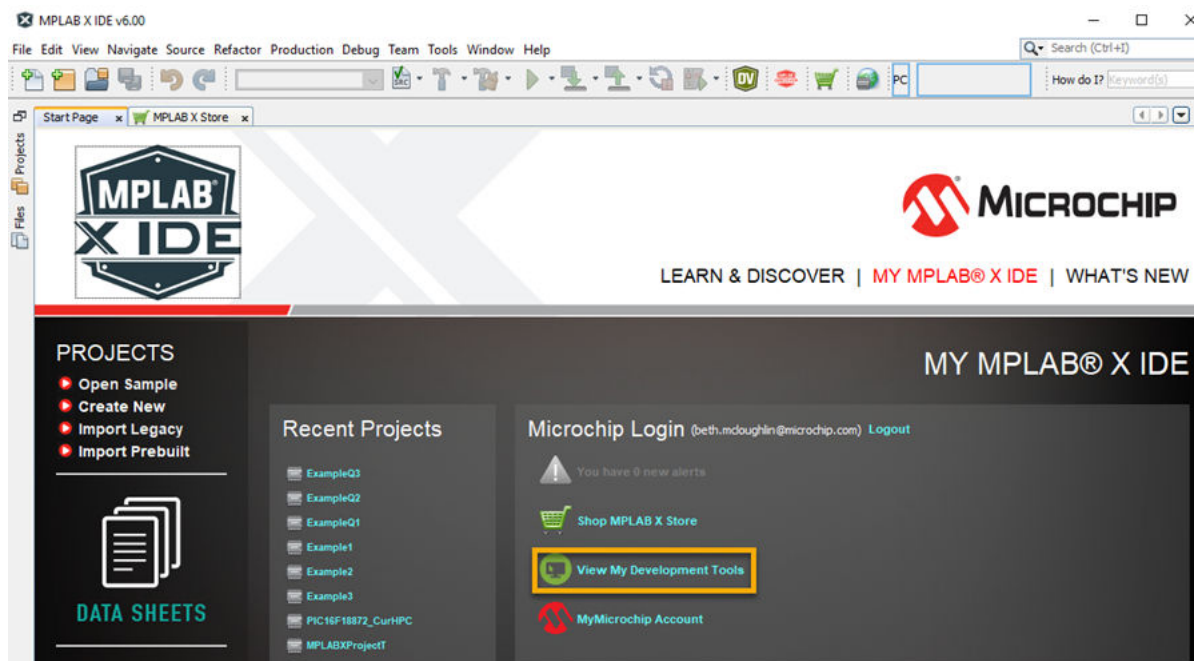 MPLAB X IDE v6.00
File Edit View Navigate Source Refactor Production Debug Team Tools Window Help
Search (Ctrl+I)
SRC
DV
PC
How do I? Keyword(s)
Start Page x MPLAB X Store x
Projects
Files
MPLAB®
X IDE
MICROCHIP
LEARN & DISCOVER | MY MPLAB® X IDE | WHAT'S NEW
PROJECTS
Open Sample
Create New
Import Legacy
Import Prebuilt
DATA SHEETS
MY MPLAB® X IDE
Recent Projects
ExampleQ3
ExampleQ2
ExampleQ1
Example1
Example2
Example3
PIC16F18872_CurHPC
MPLABXProjectT
Microchip Login (beth.mcloughlin@microchip.com) Logout
You have 0 new alerts
Shop MPLAB X Store
View My Development Tools
MyMicrochip Account